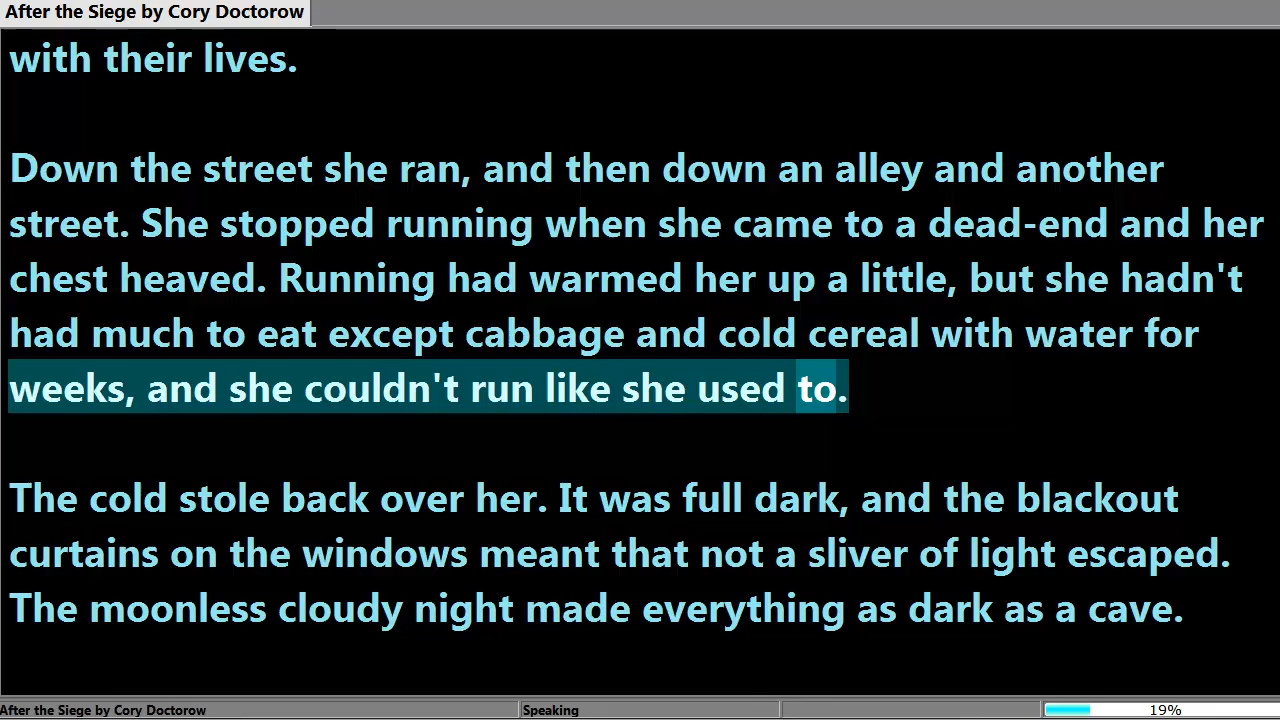 After the Siege by Cory Doctorow
with their lives.
Down the street she ran, and then down an alley and another
street. She stopped running when she came to a dead-end and her
chest heaved. Running had warmed her up a little, but she hadn't
had much to eat except cabbage and cold cereal with water for
weeks, and she couldn't run like she used to.
The cold stole back over her. It was full dark, and the blackout
curtains on the windows meant that not a sliver of light escaped.
The moonless cloudy night made everything as dark as a cave.
After the Siege by Cory Doctorow
Speaking
19%